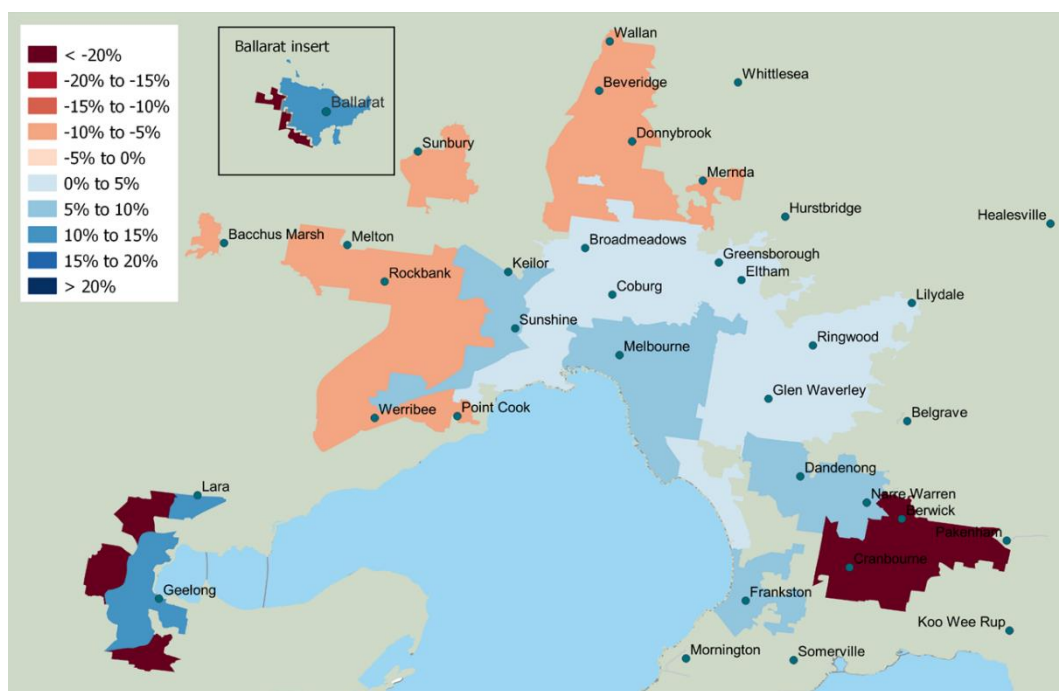 < -20%
-20% to -15%
-15% to -10%
-10% to -5%
-5% to 0%
0% to 5%
5% to 10%
10% to 15%
15% to 20%
> 20%
Ballarat insert
Ballarat
Wallan
Whittlesea
Beveridge
Donnybrook
Sunbury
Mernda
Hurstbridge
Healesville
Bacchus Marsh
Melton
Broadmeadows
Greensborough
Keilor
Eltham
Rockbank
Coburg
Lilydale
Sunshine
Ringwood
Melbourne
Glen Waverley
Werribee
Point Cook
Belgrave
Dandenong
Lara
Narre Warren
Berwick
Pakenham
Cranbourne
Geelong
Frankston
Koo Wee Rup
Mornington
Somerville